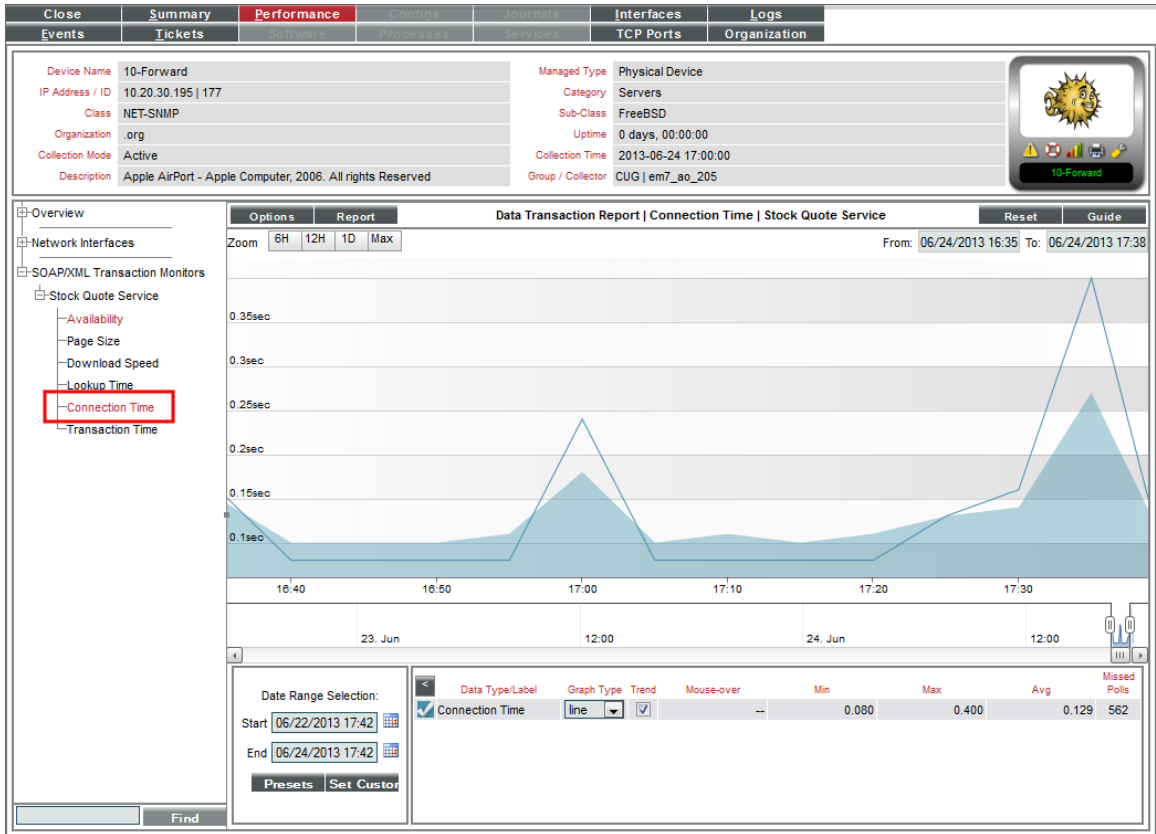 Close Summary Performance Configs Journals Interfaces Logs
Events Tickets Software Processes Services TCP Ports Organization
Device Name 10-Forward Managed Type Physical Device
IP Address / ID 10.20.30.195 | 177 Category Servers
Class NET-SNMP Sub-Class FreeBSD
Organization .org Uptime 0 days, 00:00:00
Collection Mode Active Collection Time 2013-06-24 17:00:00
Description Apple AirPort - Apple Computer, 2006. All rights Reserved Group / Collector CUG | em7_ao_205
10-Forward
Overview
Network Interfaces
SOAP/XML Transaction Monitors
Stock Quote Service
Availability
Page Size
Download Speed
Lookup Time
Connection Time
Transaction Time
Find
Options Report Data Transaction Report | Connection Time | Stock Quote Service Reset Guide
Zoom 6H 12H 1D Max From: 06/24/2013 16:35 To: 06/24/2013 17:38
0.35sec
0.3sec
0.25sec
0.2sec
0.15sec
0.1sec
16:40 16:50 17:00 17:10 17:20 17:30
23. Jun 12:00 24. Jun 12:00
Date Range Selection:
Start 06/22/2013 17:42
End 06/24/2013 17:42
Presets Set Custor
< Data Type/Label Graph Type Trend Mouse-over Min Max Avg Missed Polls
Connection Time line -- 0.080 0.400 0.129 562